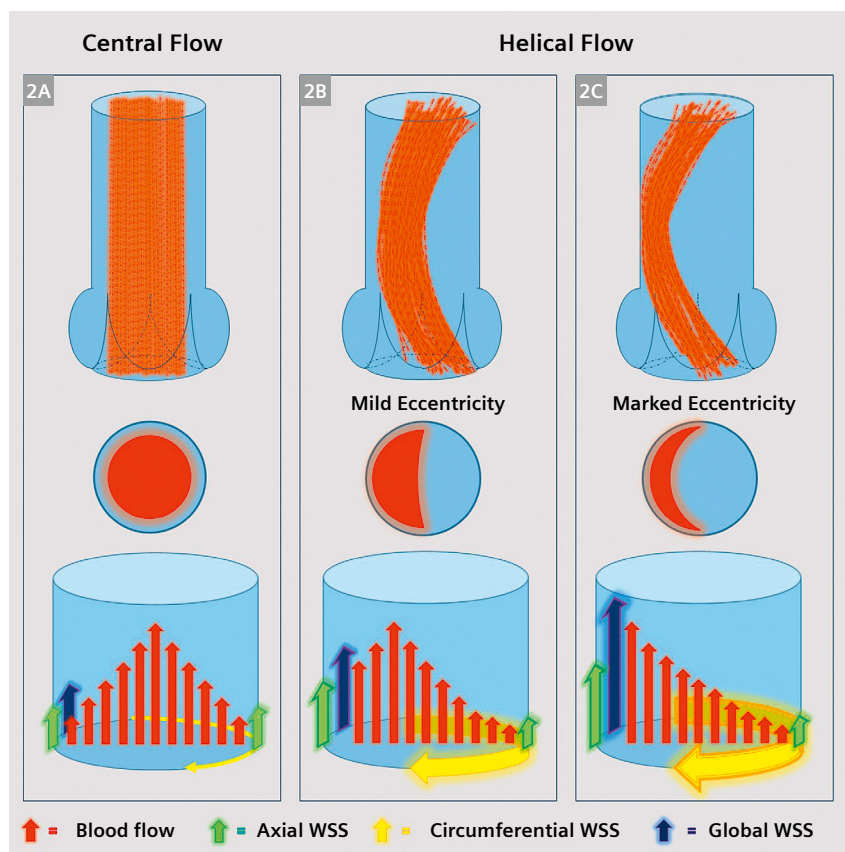 Central Flow
Helical Flow
2A
2B
2C
Mild Eccentricity
Marked Eccentricity
= Blood flow
= Axial WSS
= Circumferential WSS
= Global WSS